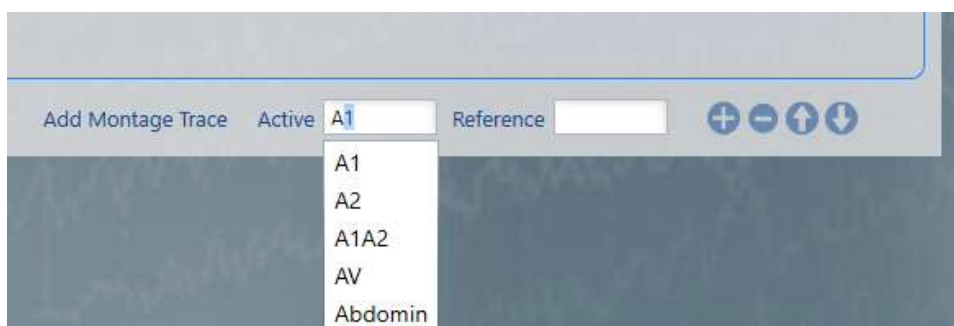 Add Montage Trace Active A1 Reference
A1
A2
A1A2
AV
Abdomin